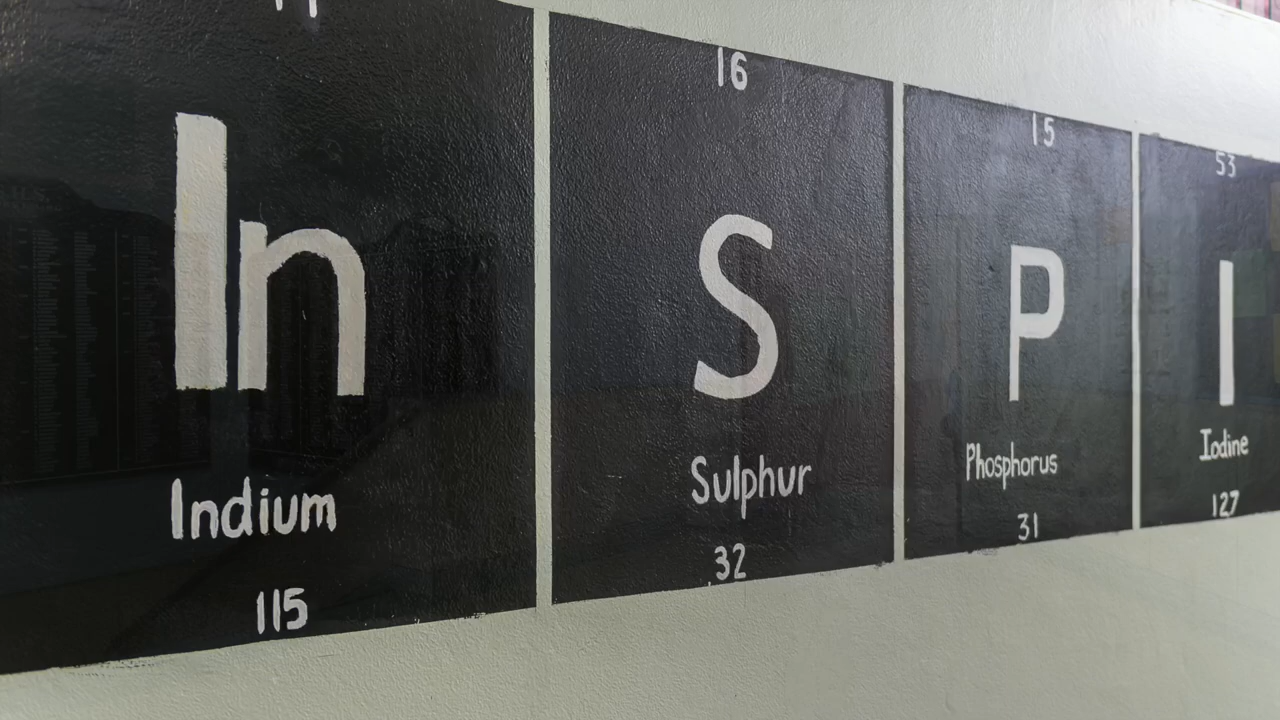 In
Indium
115
16
S
Sulphur
32
15
P
Phosphorus
31
53
I
Iodine
127